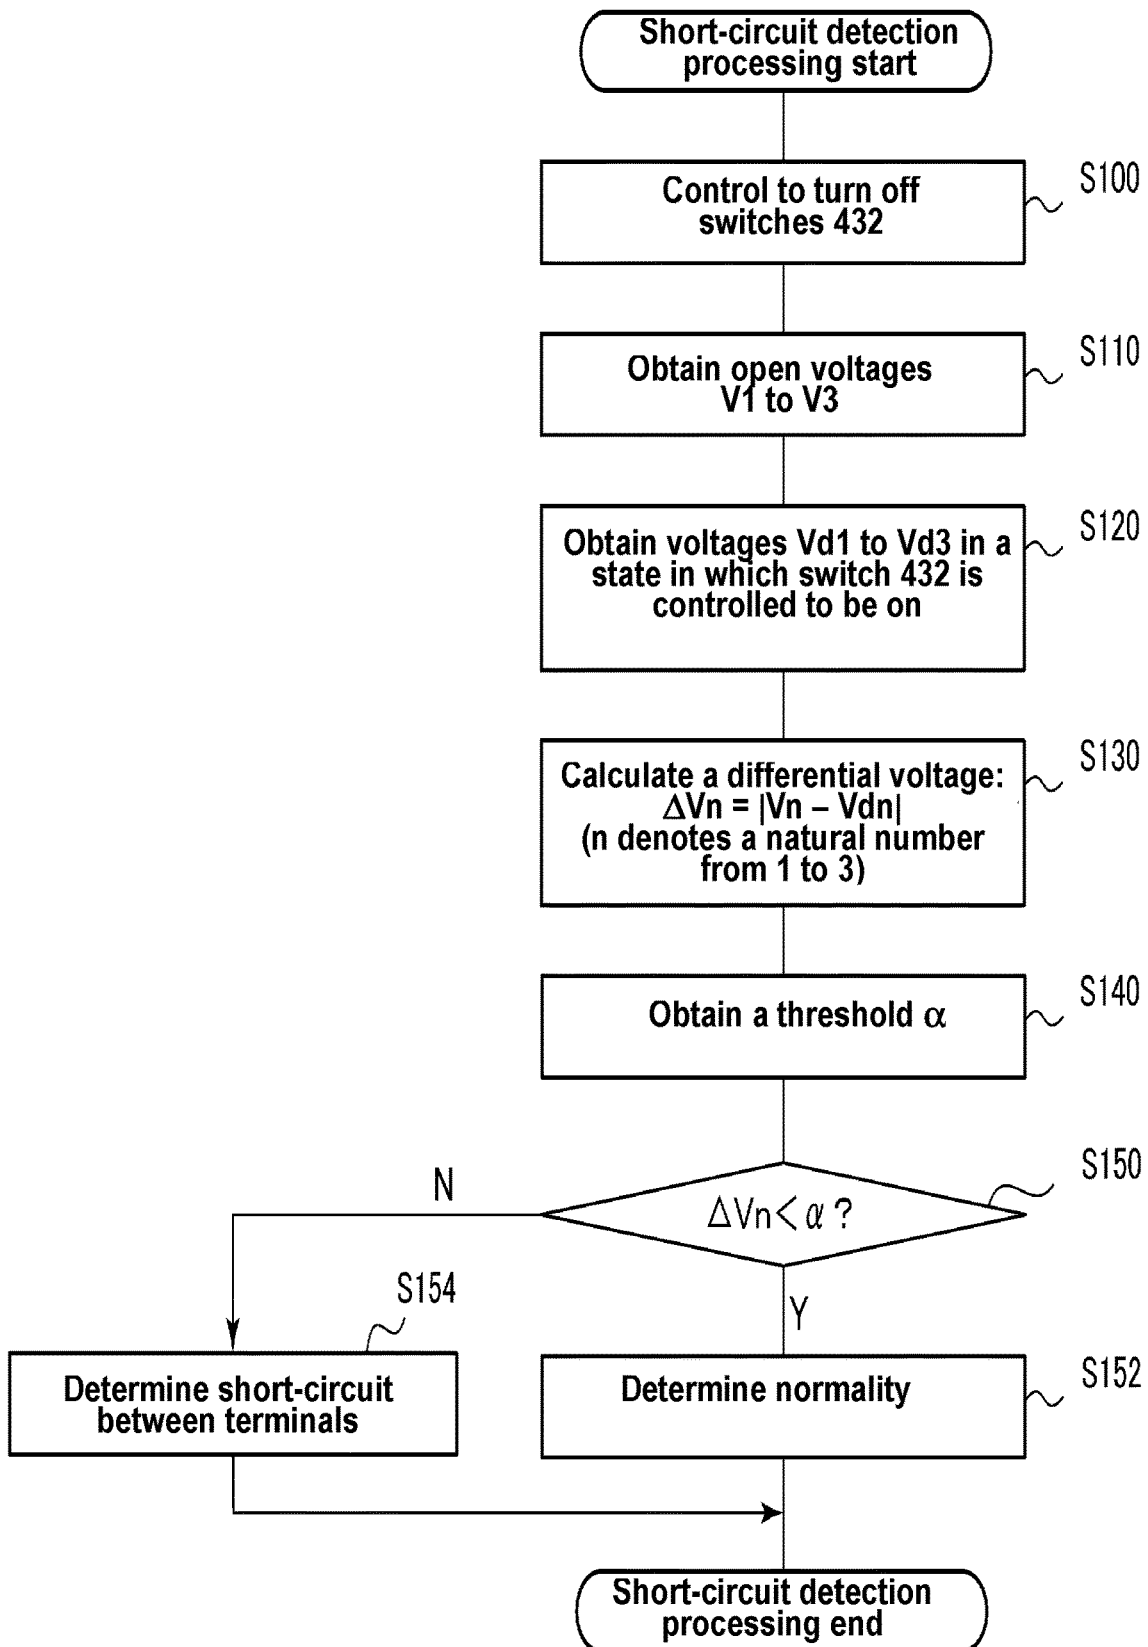 Short-circuit detection
processing start
S100
Control to turn off
switches 432
S110
Obtain open voltages
V1 to V3
S120
Obtain voltages Vd1 to Vd3 in a
state in which switch 432 is
controlled to be on
S130
Calculate a differential voltage:
ΔVn = |Vn – Vdn|
(n denotes a natural number
from 1 to 3)
S140
Obtain a threshold α
S150
N
ΔVn<α?
Y
S154
Determine short-circuit
between terminals
S152
Determine normality
Short-circuit detection
processing end